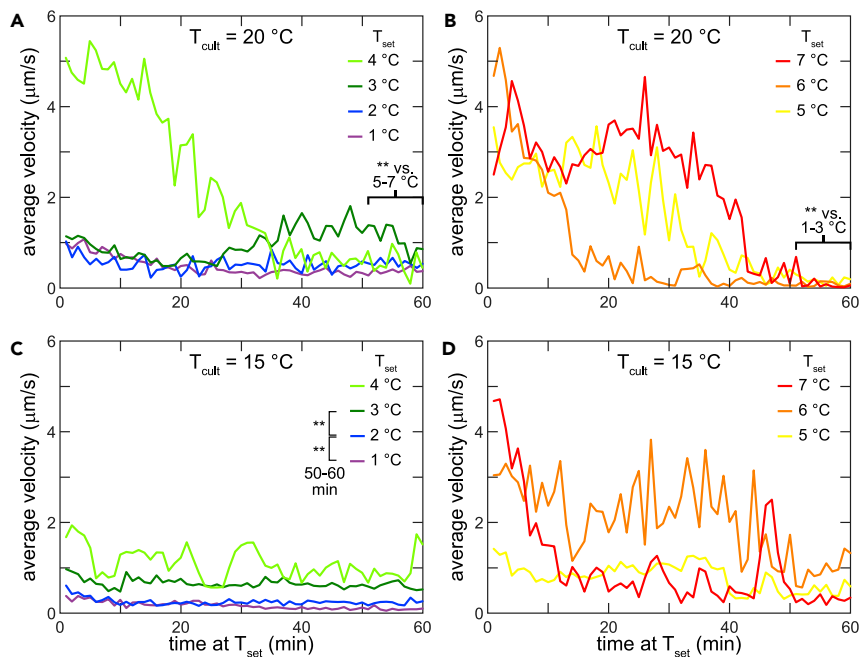 A
T_cult = 20 °C
T_set
4 °C
3 °C
2 °C
1 °C
** vs.
5-7 °C
average velocity (μm/s)
6
4
2
0
0
20
40
60
B
T_cult = 20 °C
T_set
7 °C
6 °C
5 °C
** vs.
1-3 °C
average velocity (μm/s)
6
4
2
0
0
20
40
60
C
T_cult = 15 °C
T_set
4 °C
3 °C
2 °C
1 °C
**
**
50-60
min
average velocity (μm/s)
6
4
2
0
0
20
40
60
time at T_set (min)
D
T_cult = 15 °C
T_set
7 °C
6 °C
5 °C
average velocity (μm/s)
6
4
2
0
0
20
40
60
time at T_set (min)